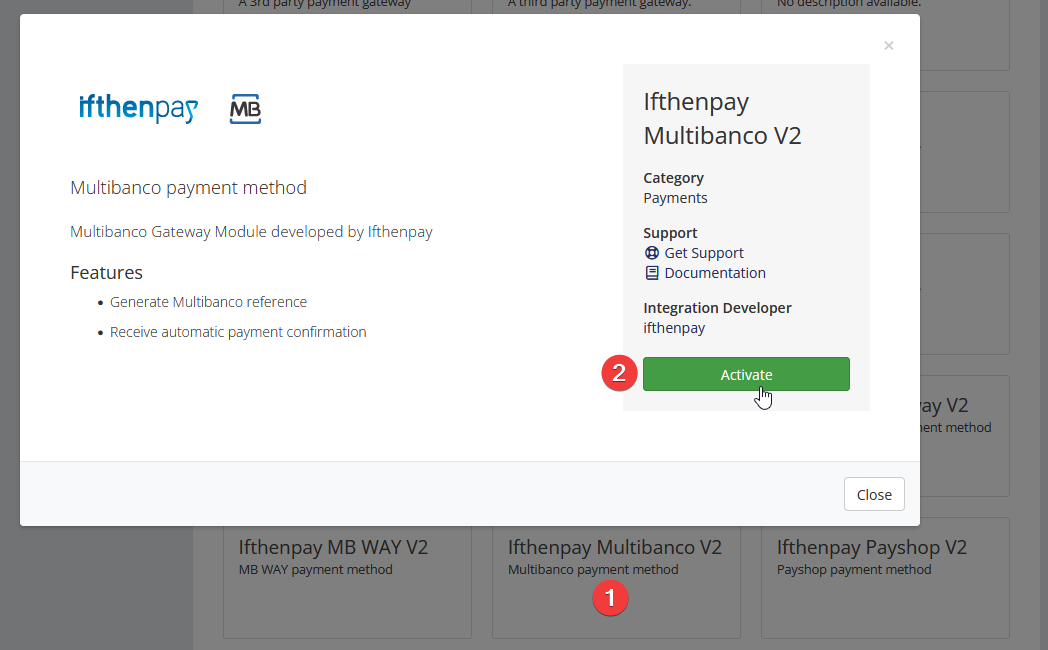 A 3rd party payment gateway
A third party payment gateway.
No description available.
×
ifthenpay
MB
Multibanco payment method
Multibanco Gateway Module developed by Ifthenpay
Features
• Generate Multibanco reference
• Receive automatic payment confirmation
Ifthenpay
Multibanco V2
Category
Payments
Support
Get Support
Documentation
Integration Developer
ifthenpay
2
Activate
way V2
method
Close
Ifthenpay MB WAY V2
MB WAY payment method
Ifthenpay Multibanco V2
Multibanco payment method
1
Ifthenpay Payshop V2
Payshop payment method